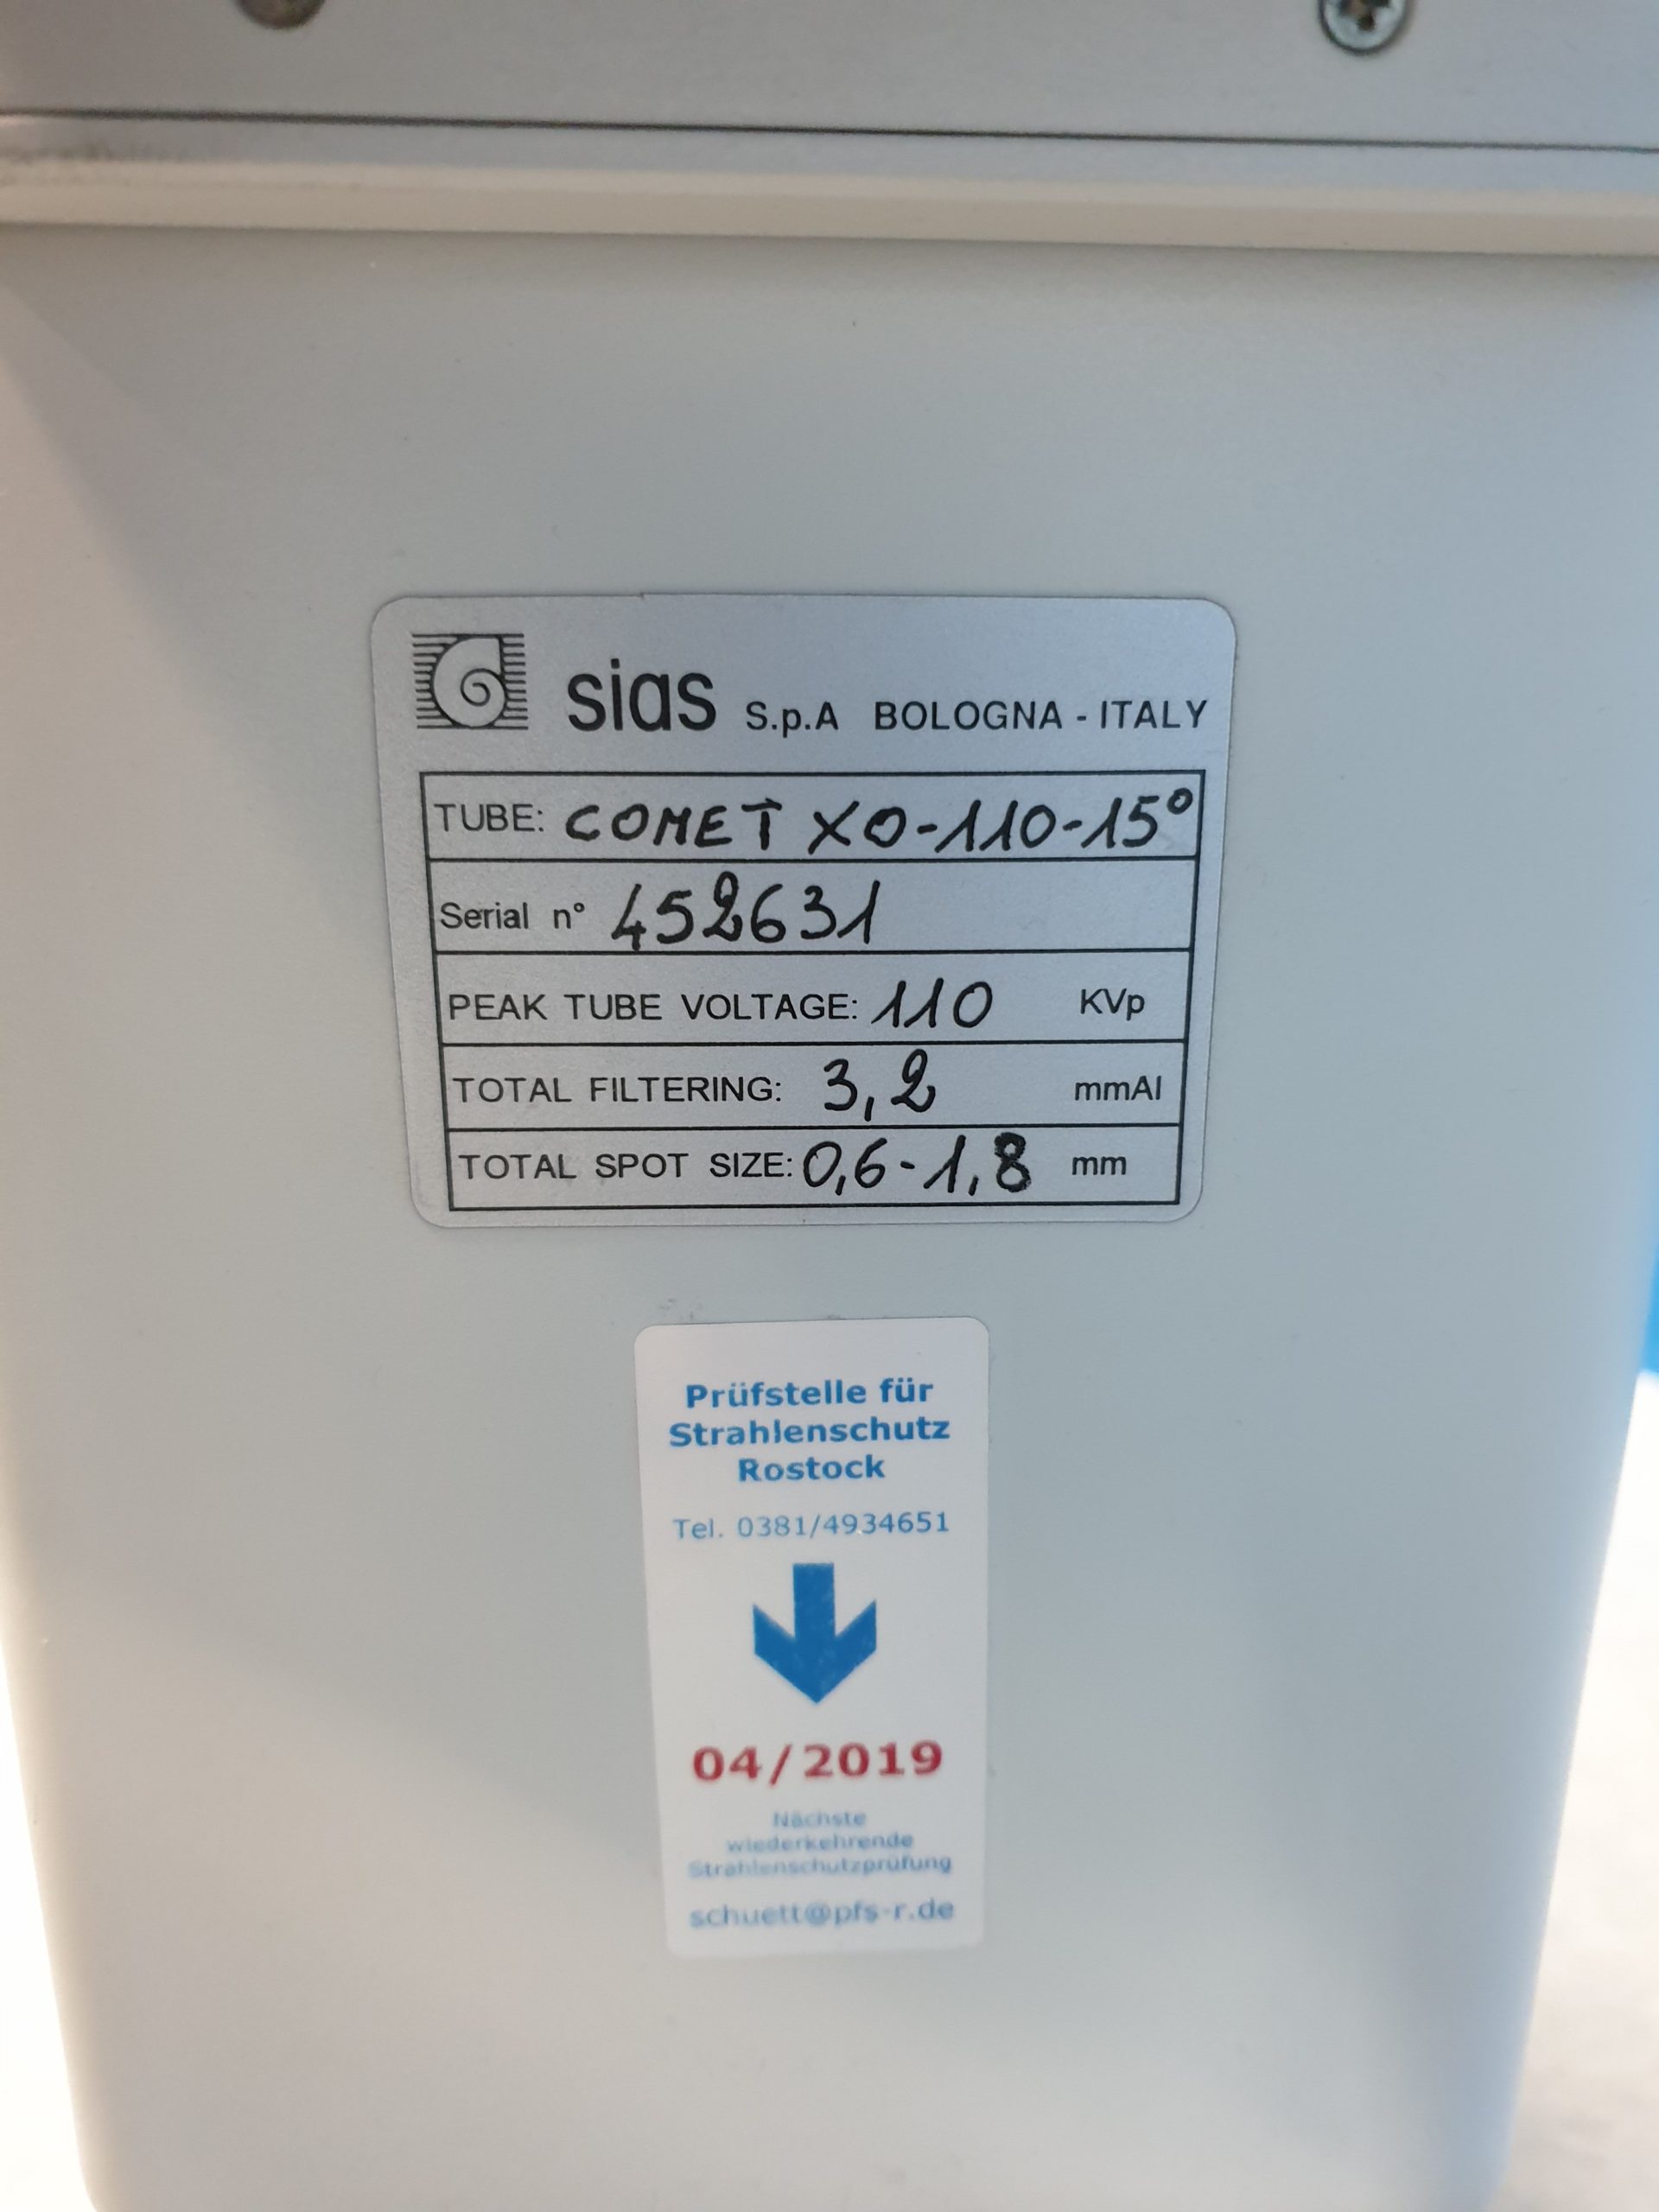 sias S.p.A BOLOGNA - ITALY
TUBE: COMET XO-110-15°
Serial n° 452631
PEAK TUBE VOLTAGE: 110 KVp
TOTAL FILTERING: 3,2 mmAl
TOTAL SPOT SIZE: 0,6-1,8 mm
Prüfstelle für
Strahlenschutz
Rostock
Tel. 0381/4934651
04/2019
Nächste
wiederkehrende
Strahlenschutzprüfung
schuett@pfs-r.de